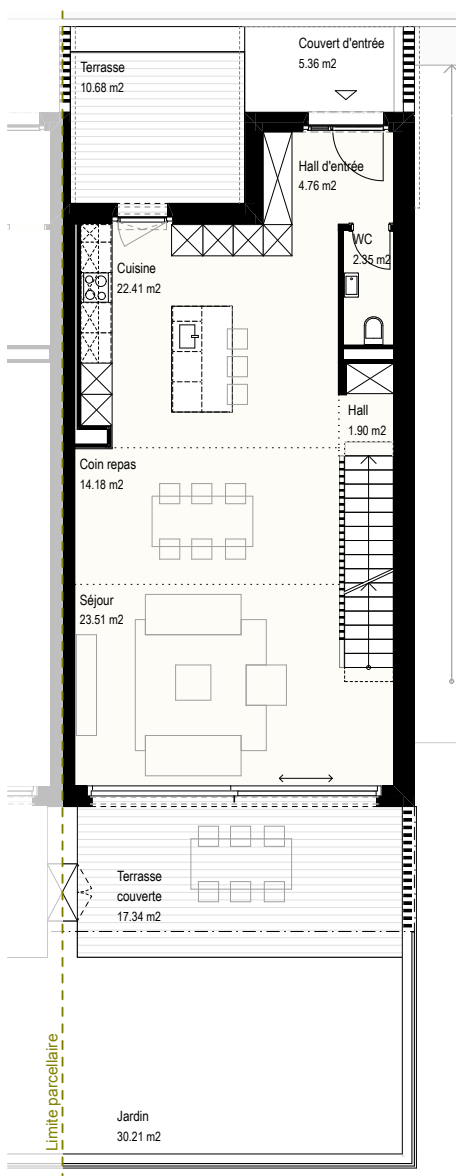 Couvert d'entrée
5.36 m2
Terrasse
10.68 m2
Hall d'entrée
4.76 m2
WC
2.35 m2
Cuisine
22.41 m2
Hall
1.90 m2
Coin repas
14.18 m2
Séjour
23.51 m2
Terrasse
couverte
17.34 m2
Limite parcellaire
Jardin
30.21 m2